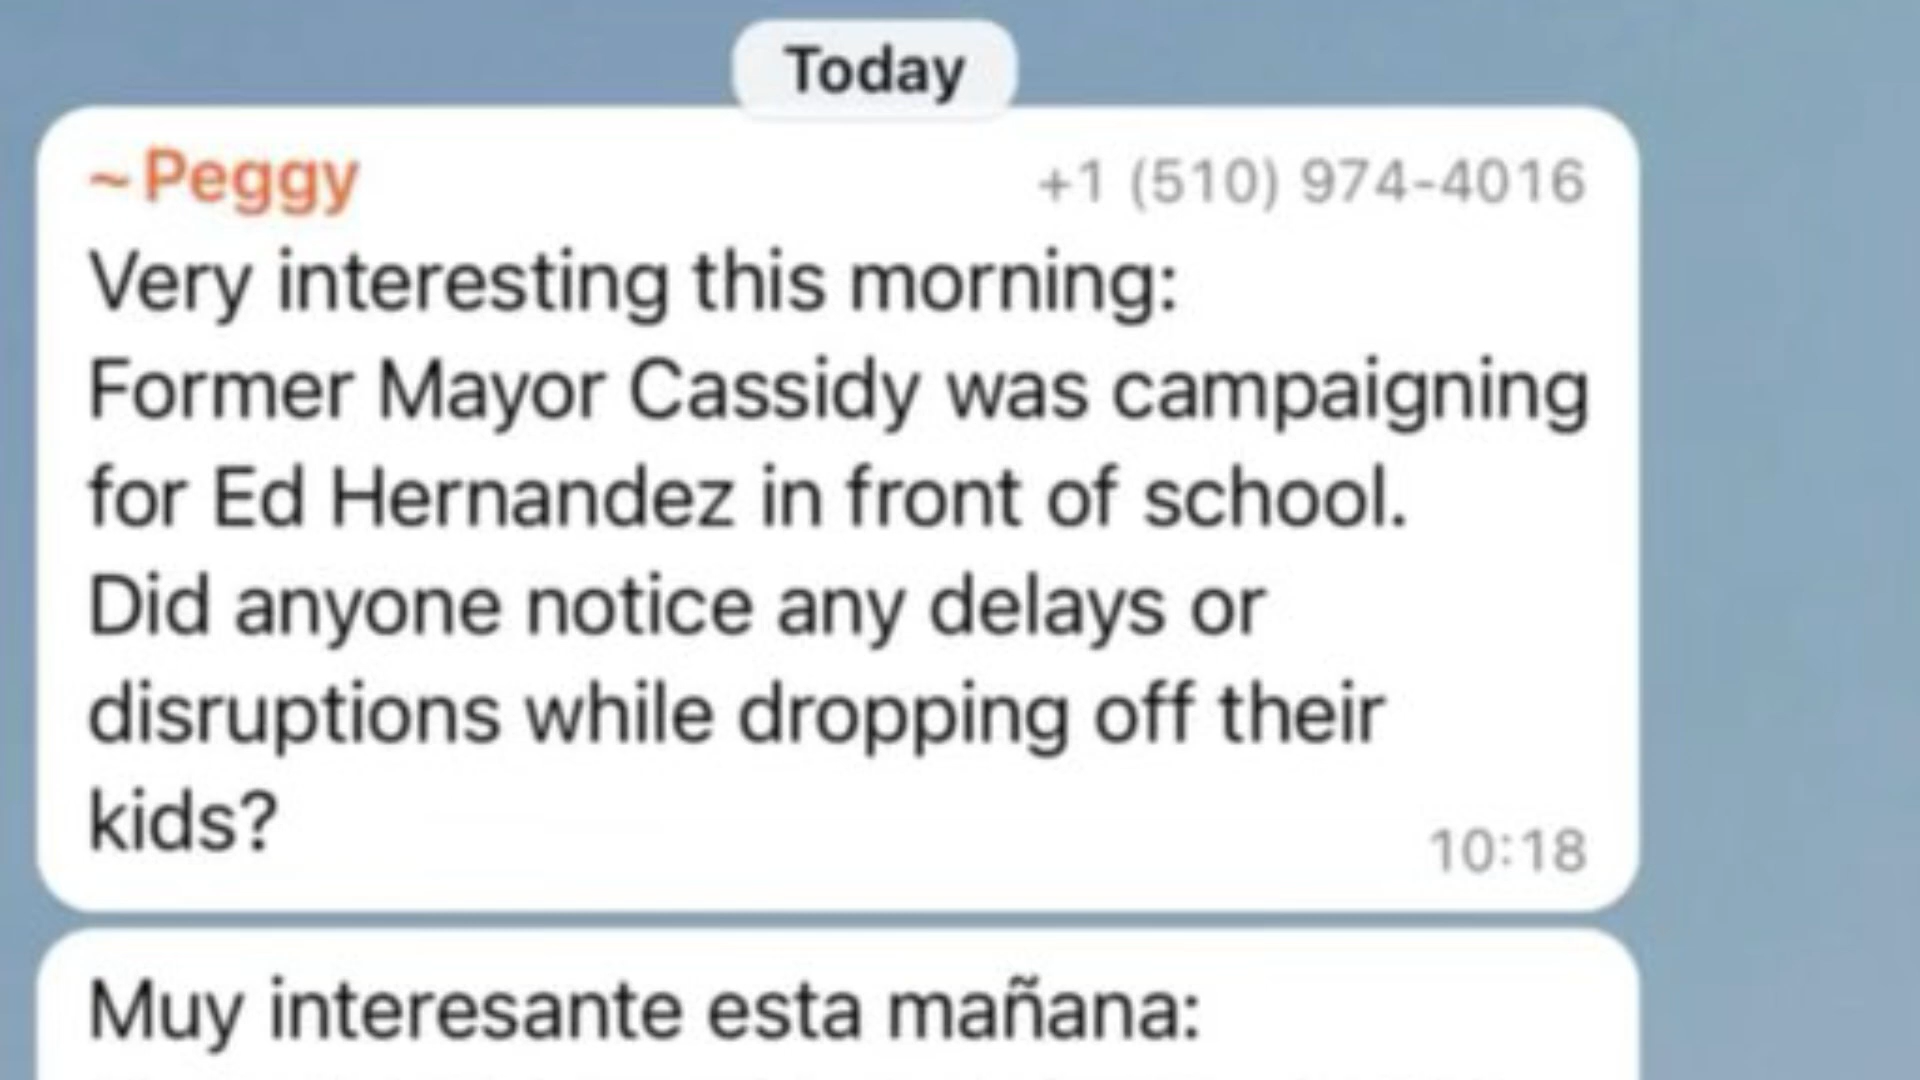 Today
~Peggy +1 (510) 974-4016
Very interesting this morning:
Former Mayor Cassidy was campaigning
for Ed Hernandez in front of school.
Did anyone notice any delays or
disruptions while dropping off their
kids?
10:18
Muy interesante esta mañana: